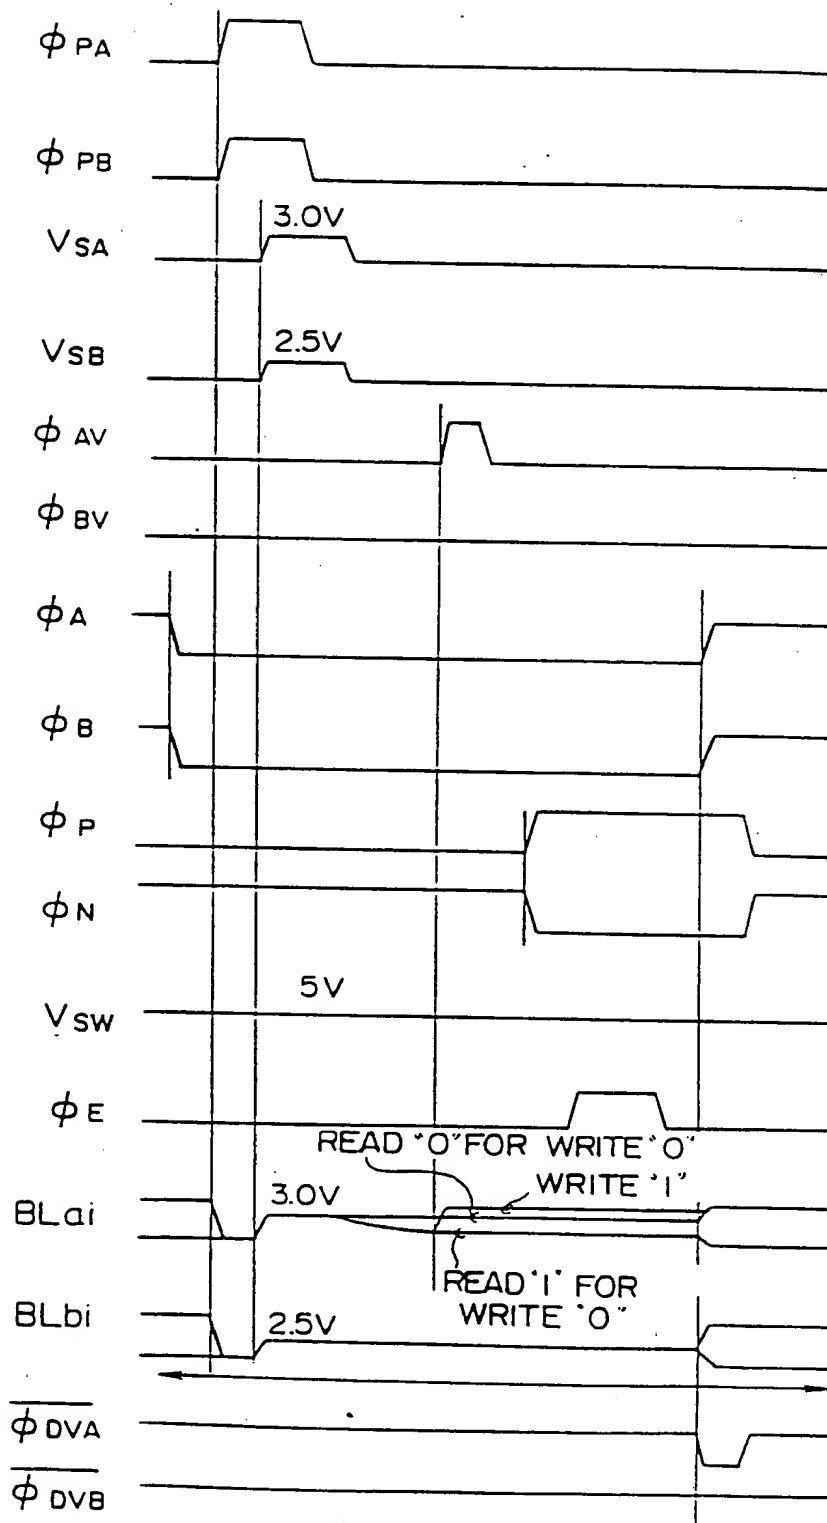 ϕPA
ϕPB
VSA 3.0V
VSB 2.5V
ϕAV
ϕBV
ϕA
ϕB
ϕP
ϕN
VSW 5V
ϕE
READ "0" FOR WRITE "0"
WRITE "1"
BLai 3.0V
READ "1" FOR
WRITE "0"
BLbi 2.5V
ϕDVA
ϕDVB